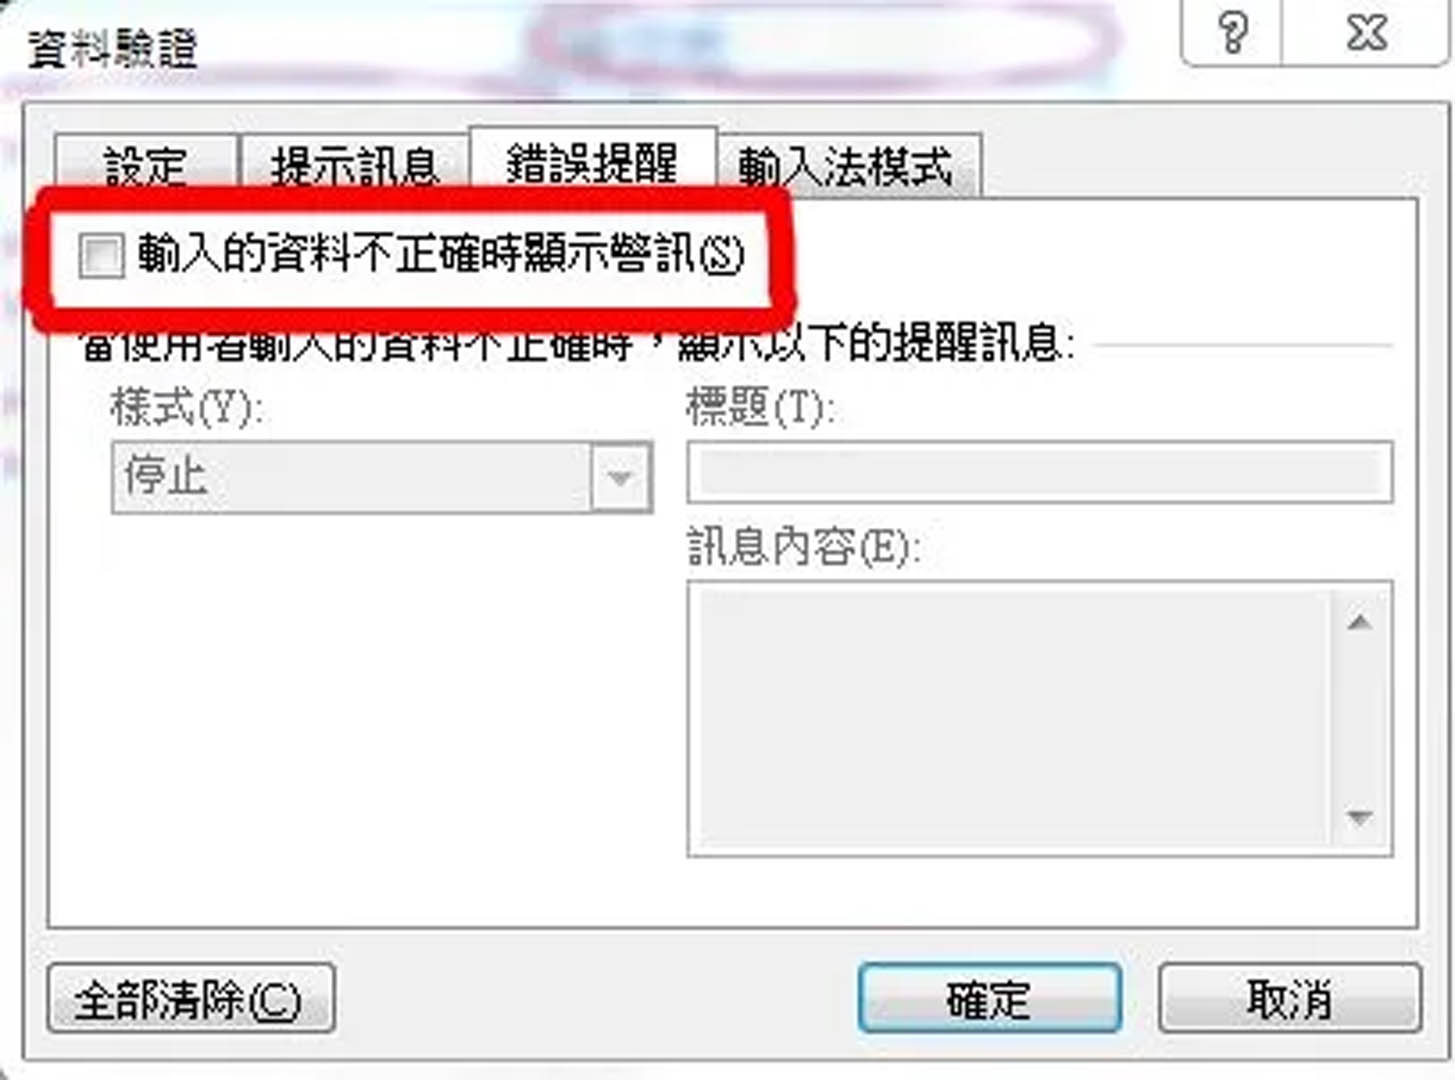 資料驗證
設定 提示訊息 錯誤提醒 輸入法模式
輸入的資料不正確時顯示警訊(S)
當使用者輸入的資料不正確時，顯示以下的提醒訊息:
樣式(Y): 標題(T):
停止
訊息內容(E):
全部清除(C) 確定 取消